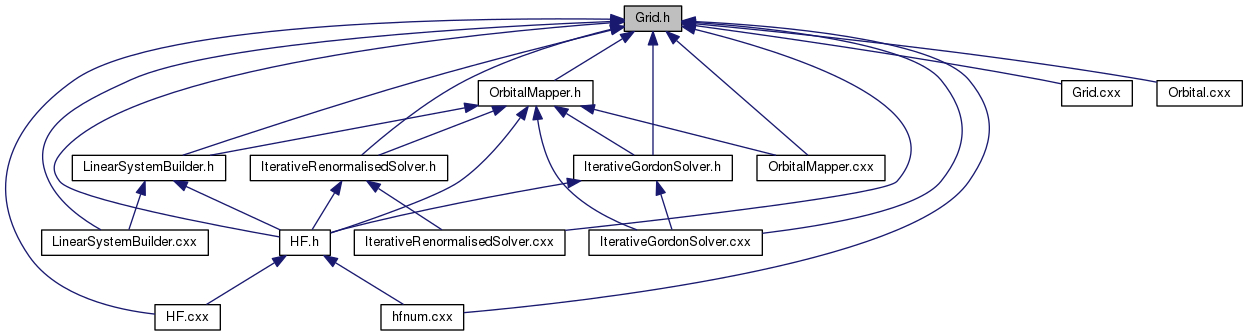 Grid.h
OrbitalMapper.h
Grid.cxx
Orbital.cxx
LinearSystemBuilder.h
IterativeRenormalisedSolver.h
IterativeGordonSolver.h
OrbitalMapper.cxx
LinearSystemBuilder.cxx
HF.h
IterativeRenormalisedSolver.cxx
IterativeGordonSolver.cxx
HF.cxx
hfnum.cxx